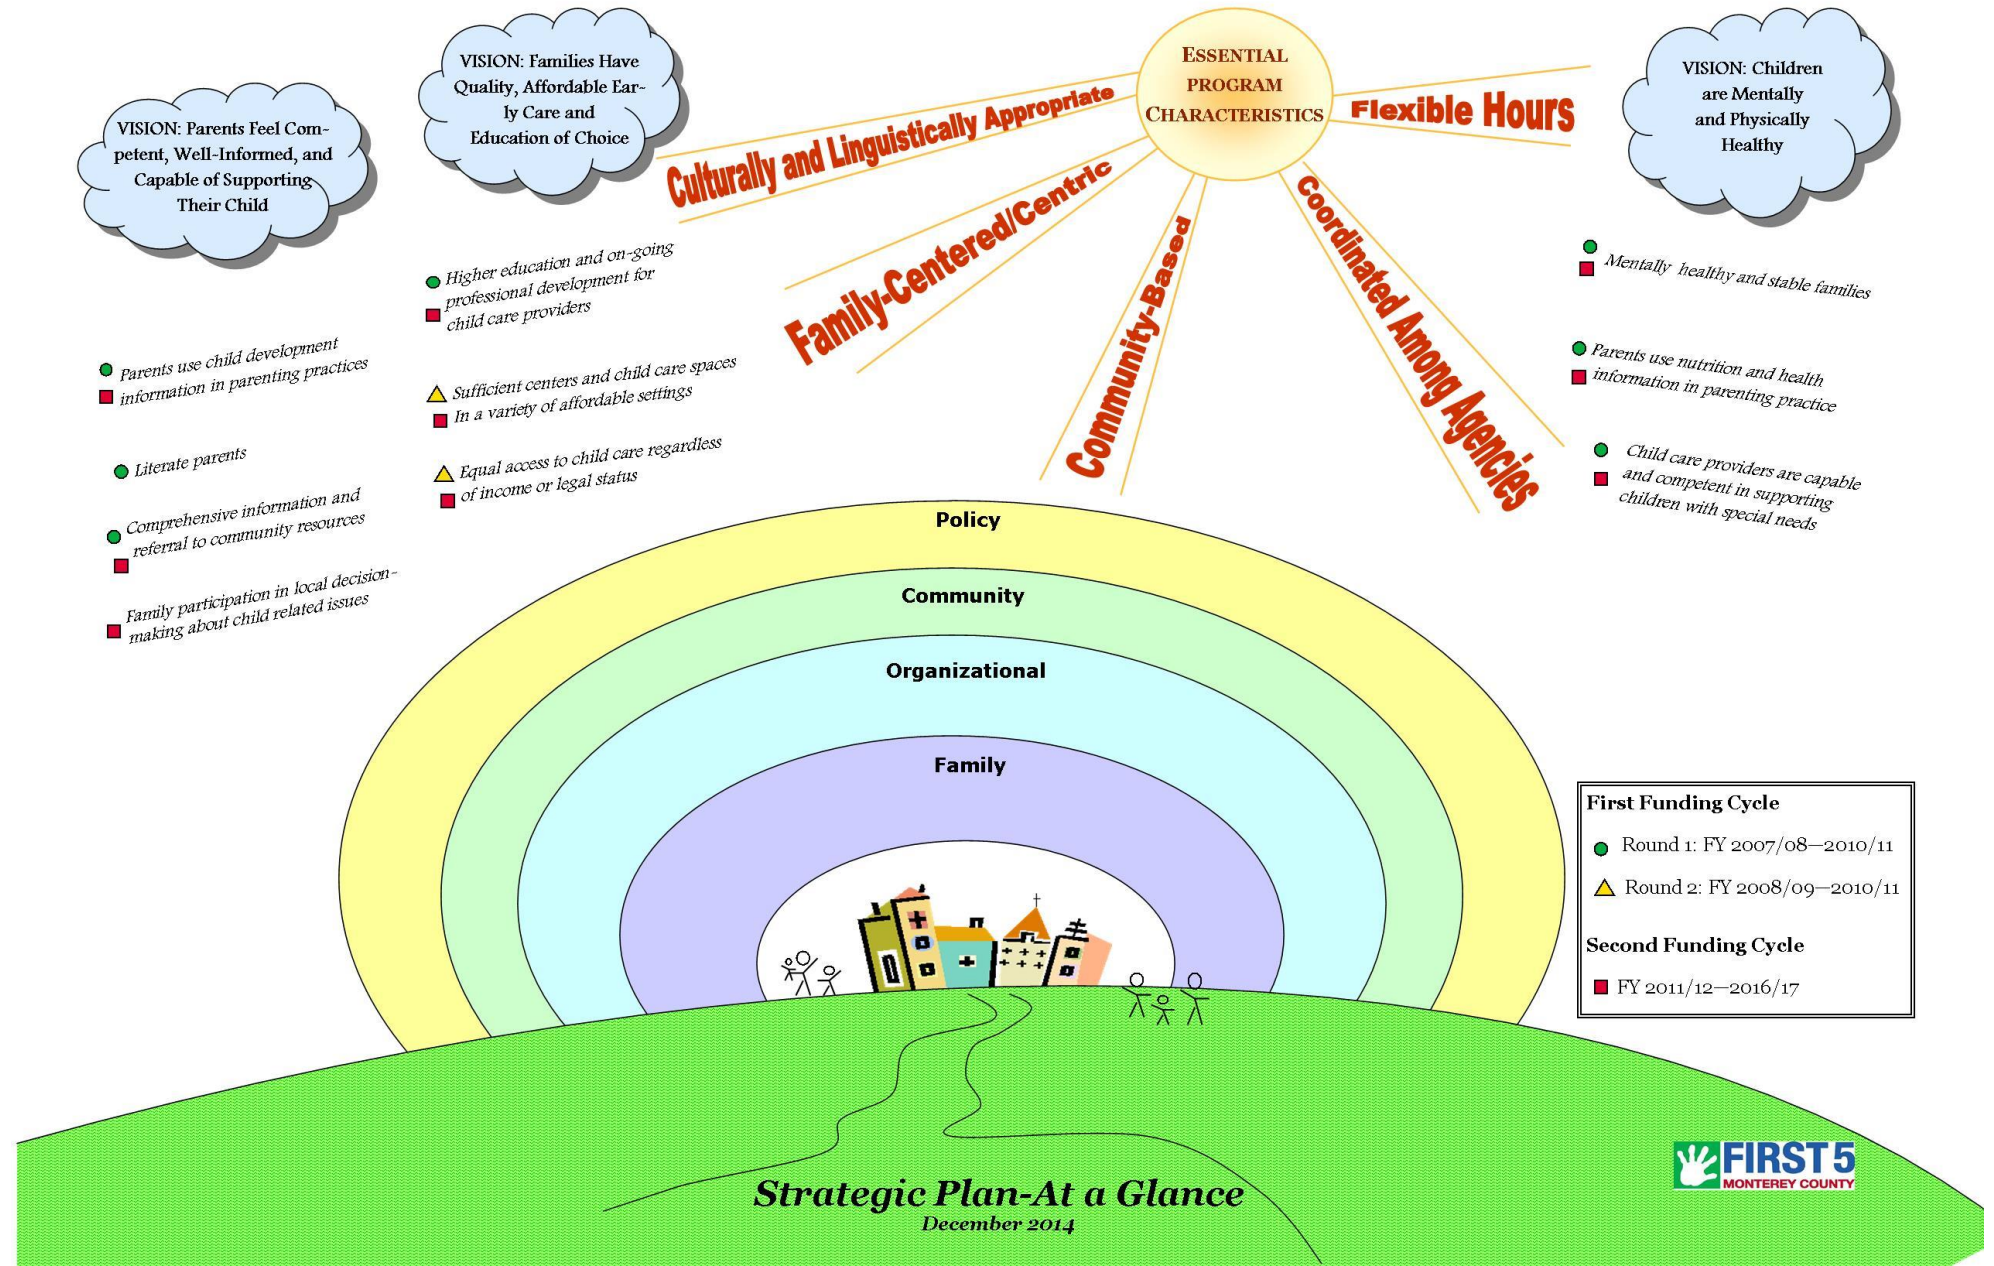 VISION: Parents Feel Com-
petent, Well-Informed, and
Capable of Supporting
Their Child
Parents use child development
information in parenting practices
Literate parents
Comprehensive information and
referral to community resources
Family participation in local decision-
making about child related issues
VISION: Families Have
Quality, Affordable Ear-
ly Care and
Education of Choice
Higher education and on-going
professional development for
child care providers
Sufficient centers and child care spaces
In a variety of affordable settings
Equal access to child care regardless
of income or legal status
ESSENTIAL
PROGRAM
CHARACTERISTICS
Culturally and Linguistically Appropriate
Family-Centered/Centric
Community-Based
Coordinated Among Agencies
Flexible Hours
VISION: Children
are Mentally
and Physically
Healthy
Mentally healthy and stable families
Parents use nutrition and health
information in parenting practice
Child care providers are capable
and competent in supporting
children with special needs
Policy
Community
Organizational
Family
First Funding Cycle
Round 1: FY 2007/08—2010/11
Round 2: FY 2008/09—2010/11
Second Funding Cycle
FY 2011/12—2016/17
Strategic Plan-At a Glance
December 2014
FIRST 5
MONTEREY COUNTY